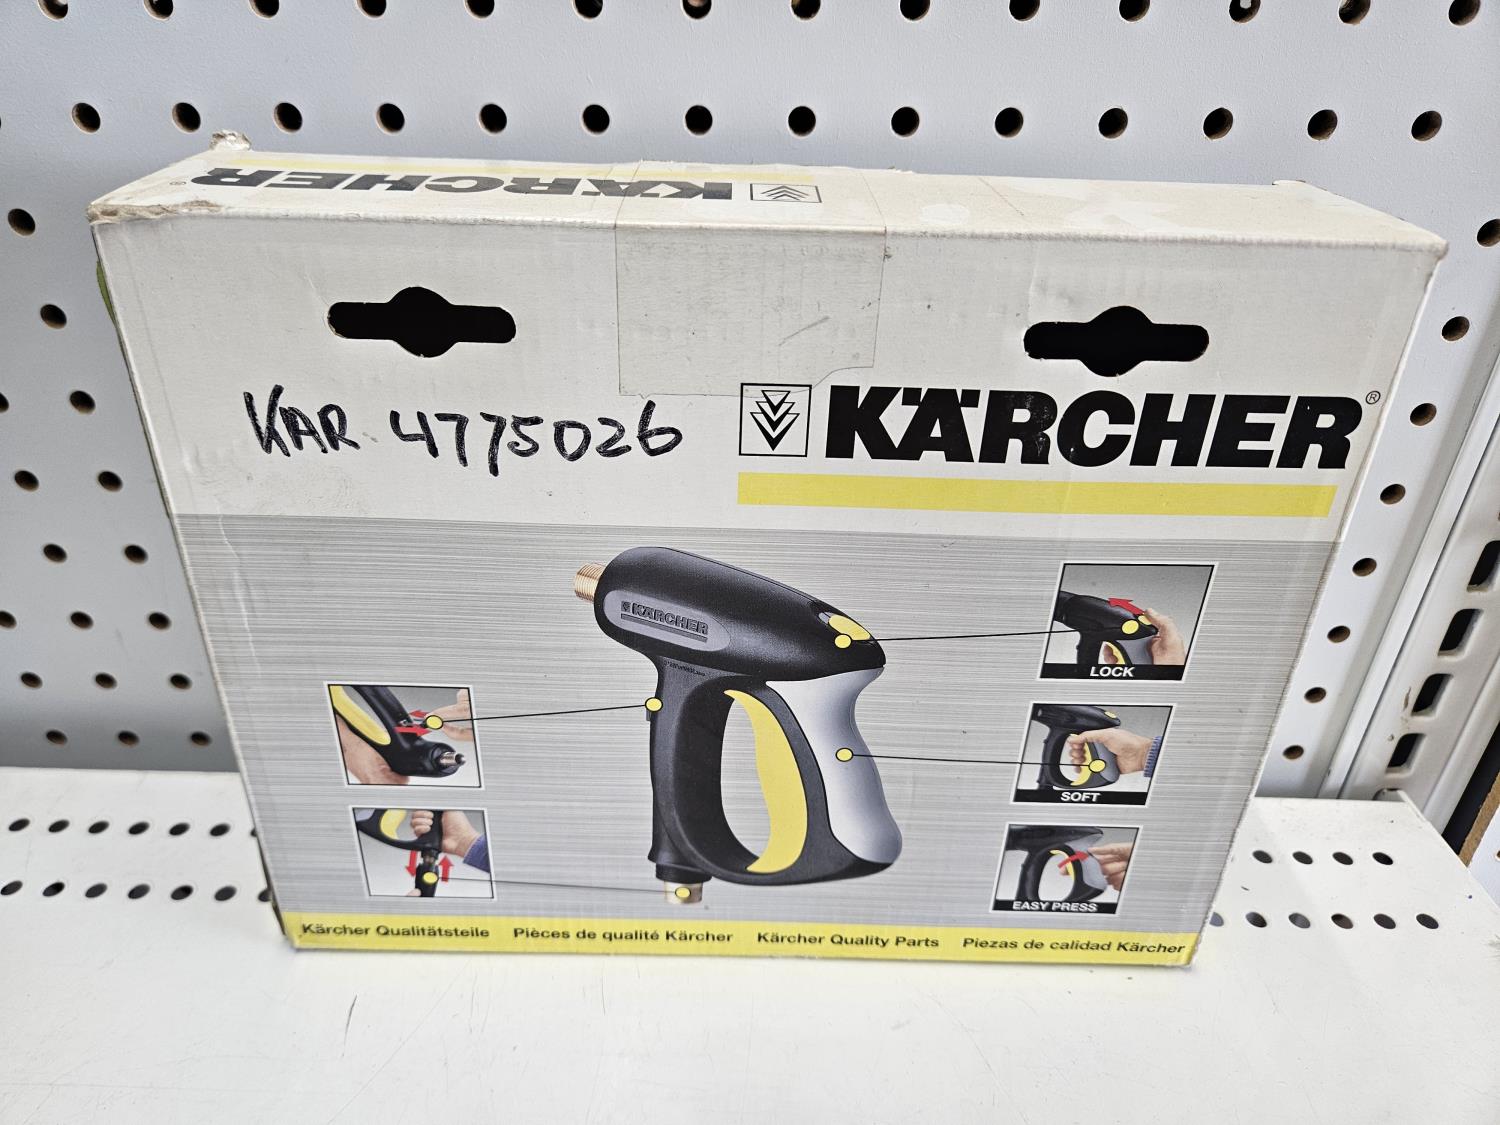 KÄRCHER®
KAR 4775026
KÄRCHER®
KÄRCHER
LOCK
SOFT
EASY PRESS
Kärcher Qualitätsteile Pièces de qualité Kärcher Kärcher Quality Parts Piezas de calidad Kärcher